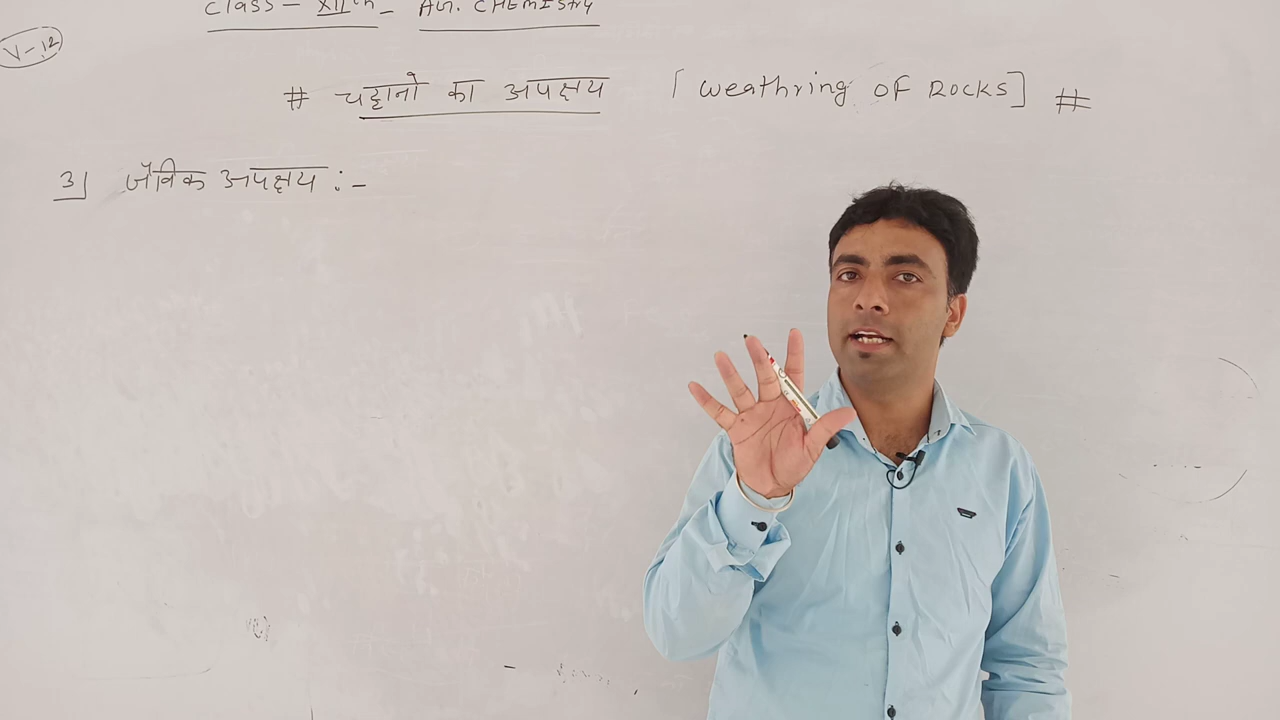 Class - XIIth - AG. CHEMISTRY
V-12
# चट्टानो का अपक्षय [ Weathring OF ROCKS ] #
3] जैविक अपक्षय :-